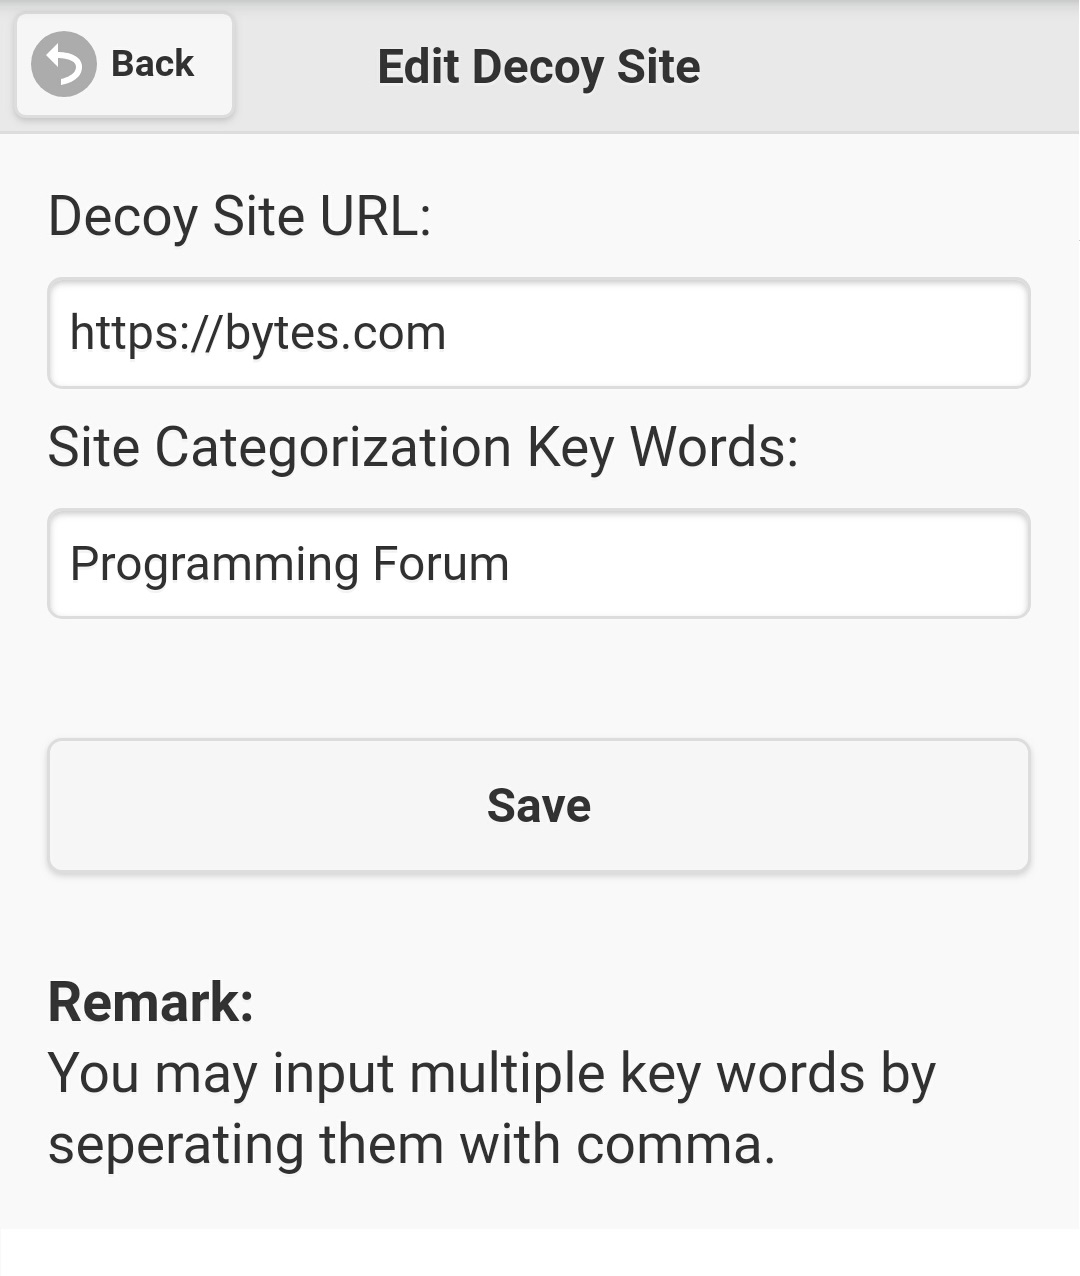 Back
Edit Decoy Site
Decoy Site URL:
https://bytes.com
Site Categorization Key Words:
Programming Forum
Save
Remark:
You may input multiple key words by
seperating them with comma.